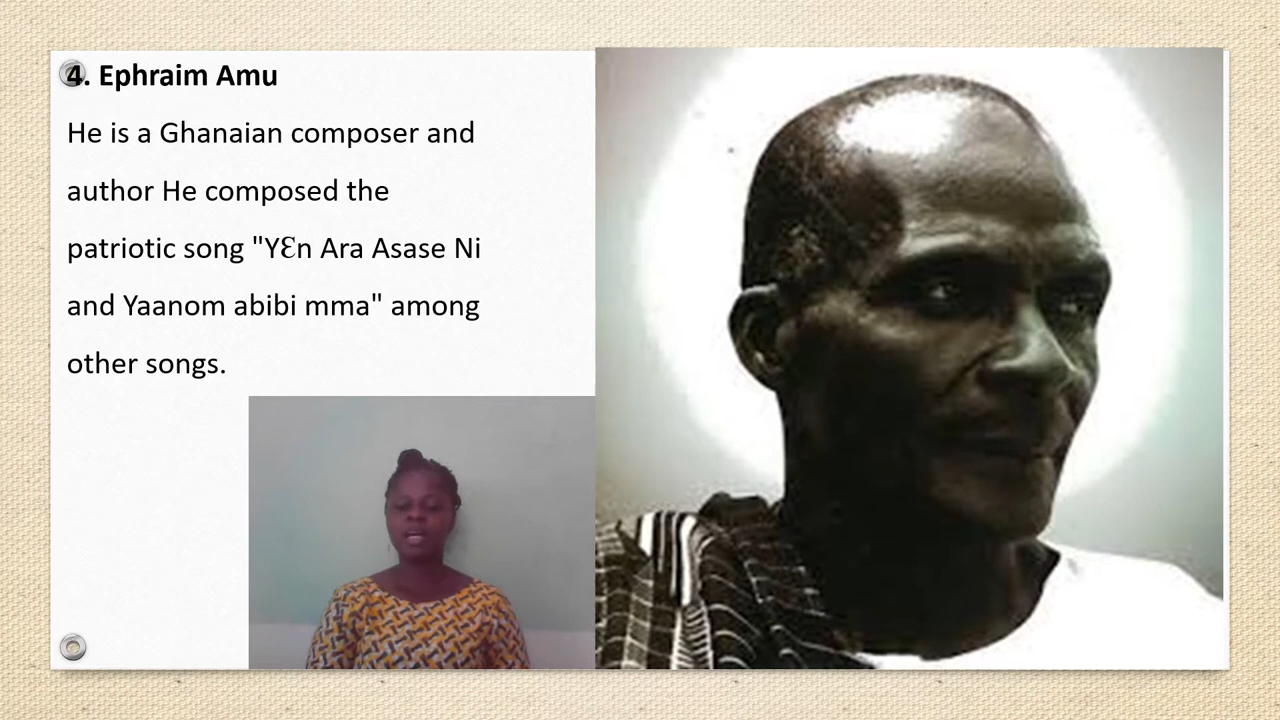 4. Ephraim Amu
He is a Ghanaian composer and
author He composed the
patriotic song "YƐn Ara Asase Ni
and Yaanom abibi mma" among
other songs.